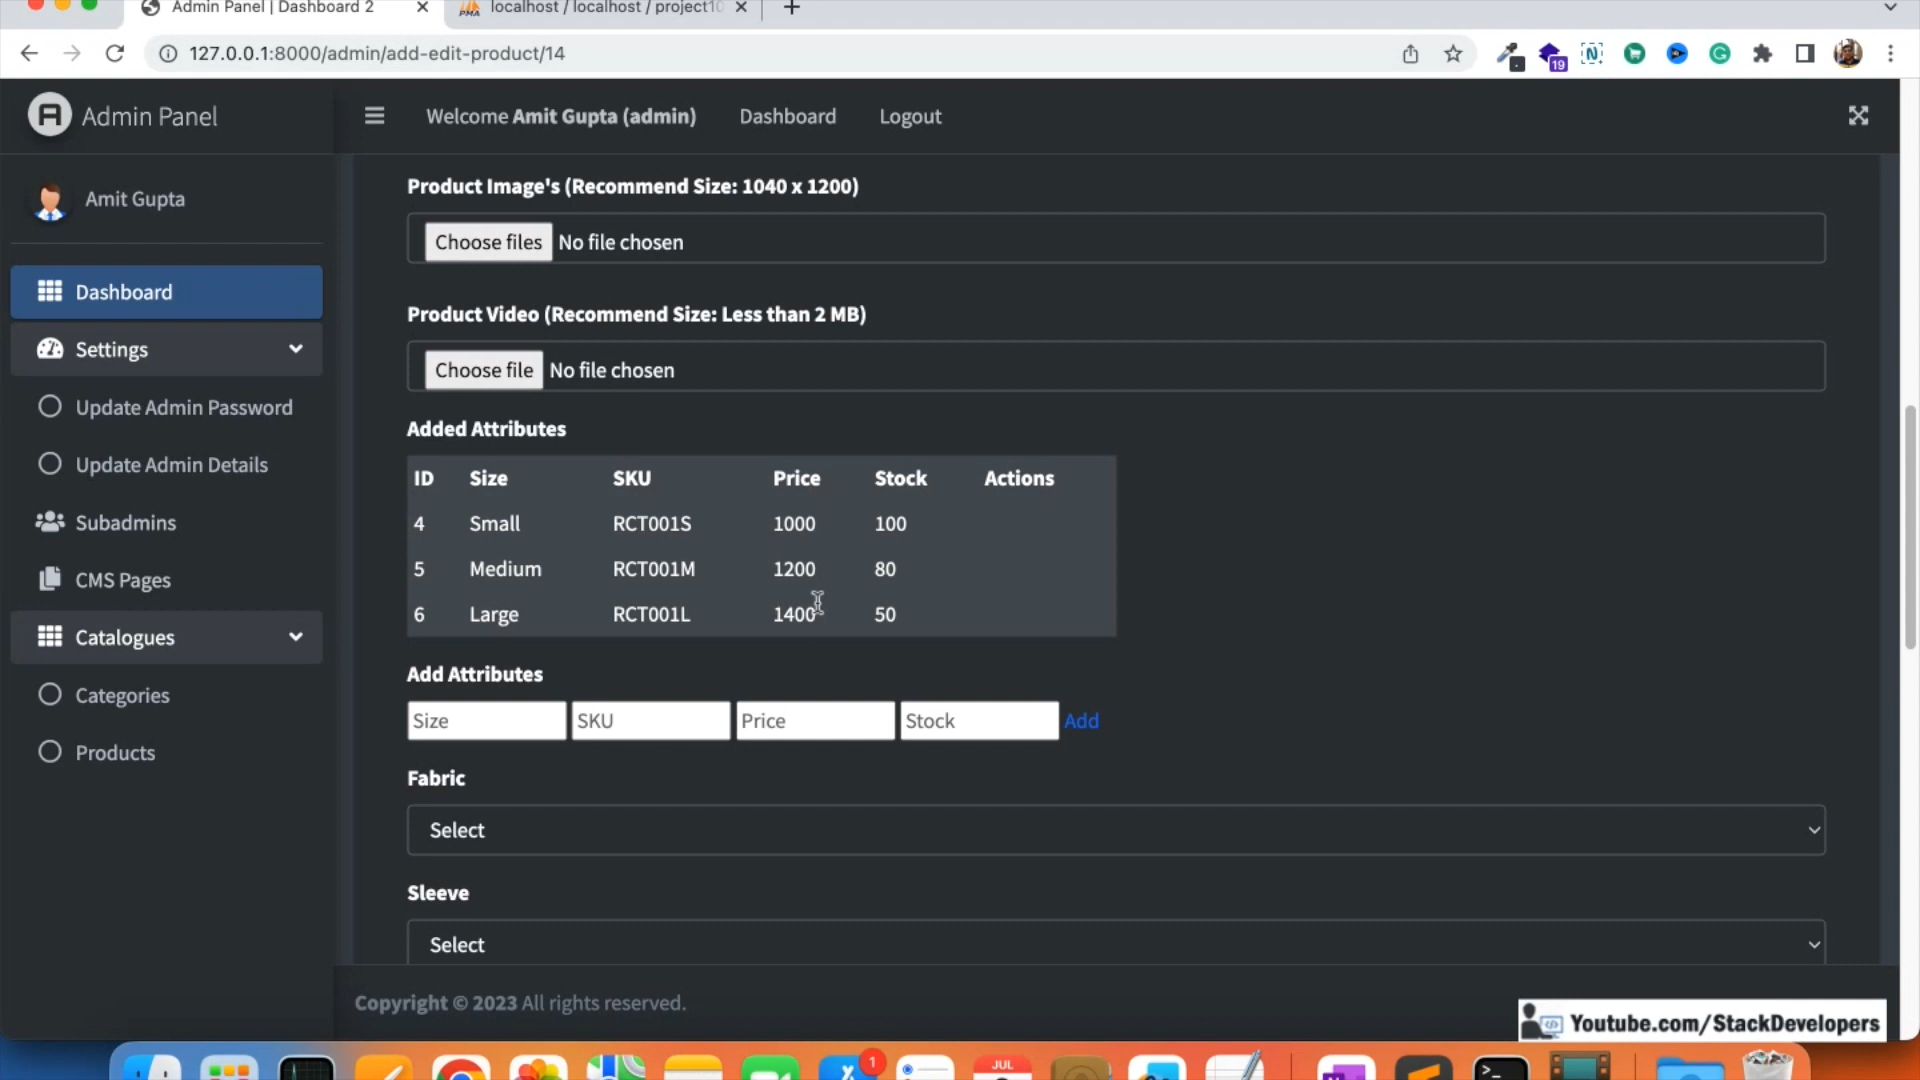 Admin Panel | Dashboard 2
localhost / localhost / project10
127.0.0.1:8000/admin/add-edit-product/14
19
Admin Panel
Welcome Amit Gupta (admin)
Dashboard
Logout
Amit Gupta
Dashboard
Settings
Update Admin Password
Update Admin Details
Subadmins
CMS Pages
Catalogues
Categories
Products
Product Image's (Recommend Size: 1040 x 1200)
Choose files No file chosen
Product Video (Recommend Size: Less than 2 MB)
Choose file No file chosen
Added Attributes
ID Size SKU Price Stock Actions
4 Small RCT001S 1000 100
5 Medium RCT001M 1200 80
6 Large RCT001L 1400 50
Add Attributes
Size SKU Price Stock Add
Fabric
Select
Sleeve
Select
Copyright © 2023 All rights reserved.
Youtube.com/StackDevelopers
1
JUL